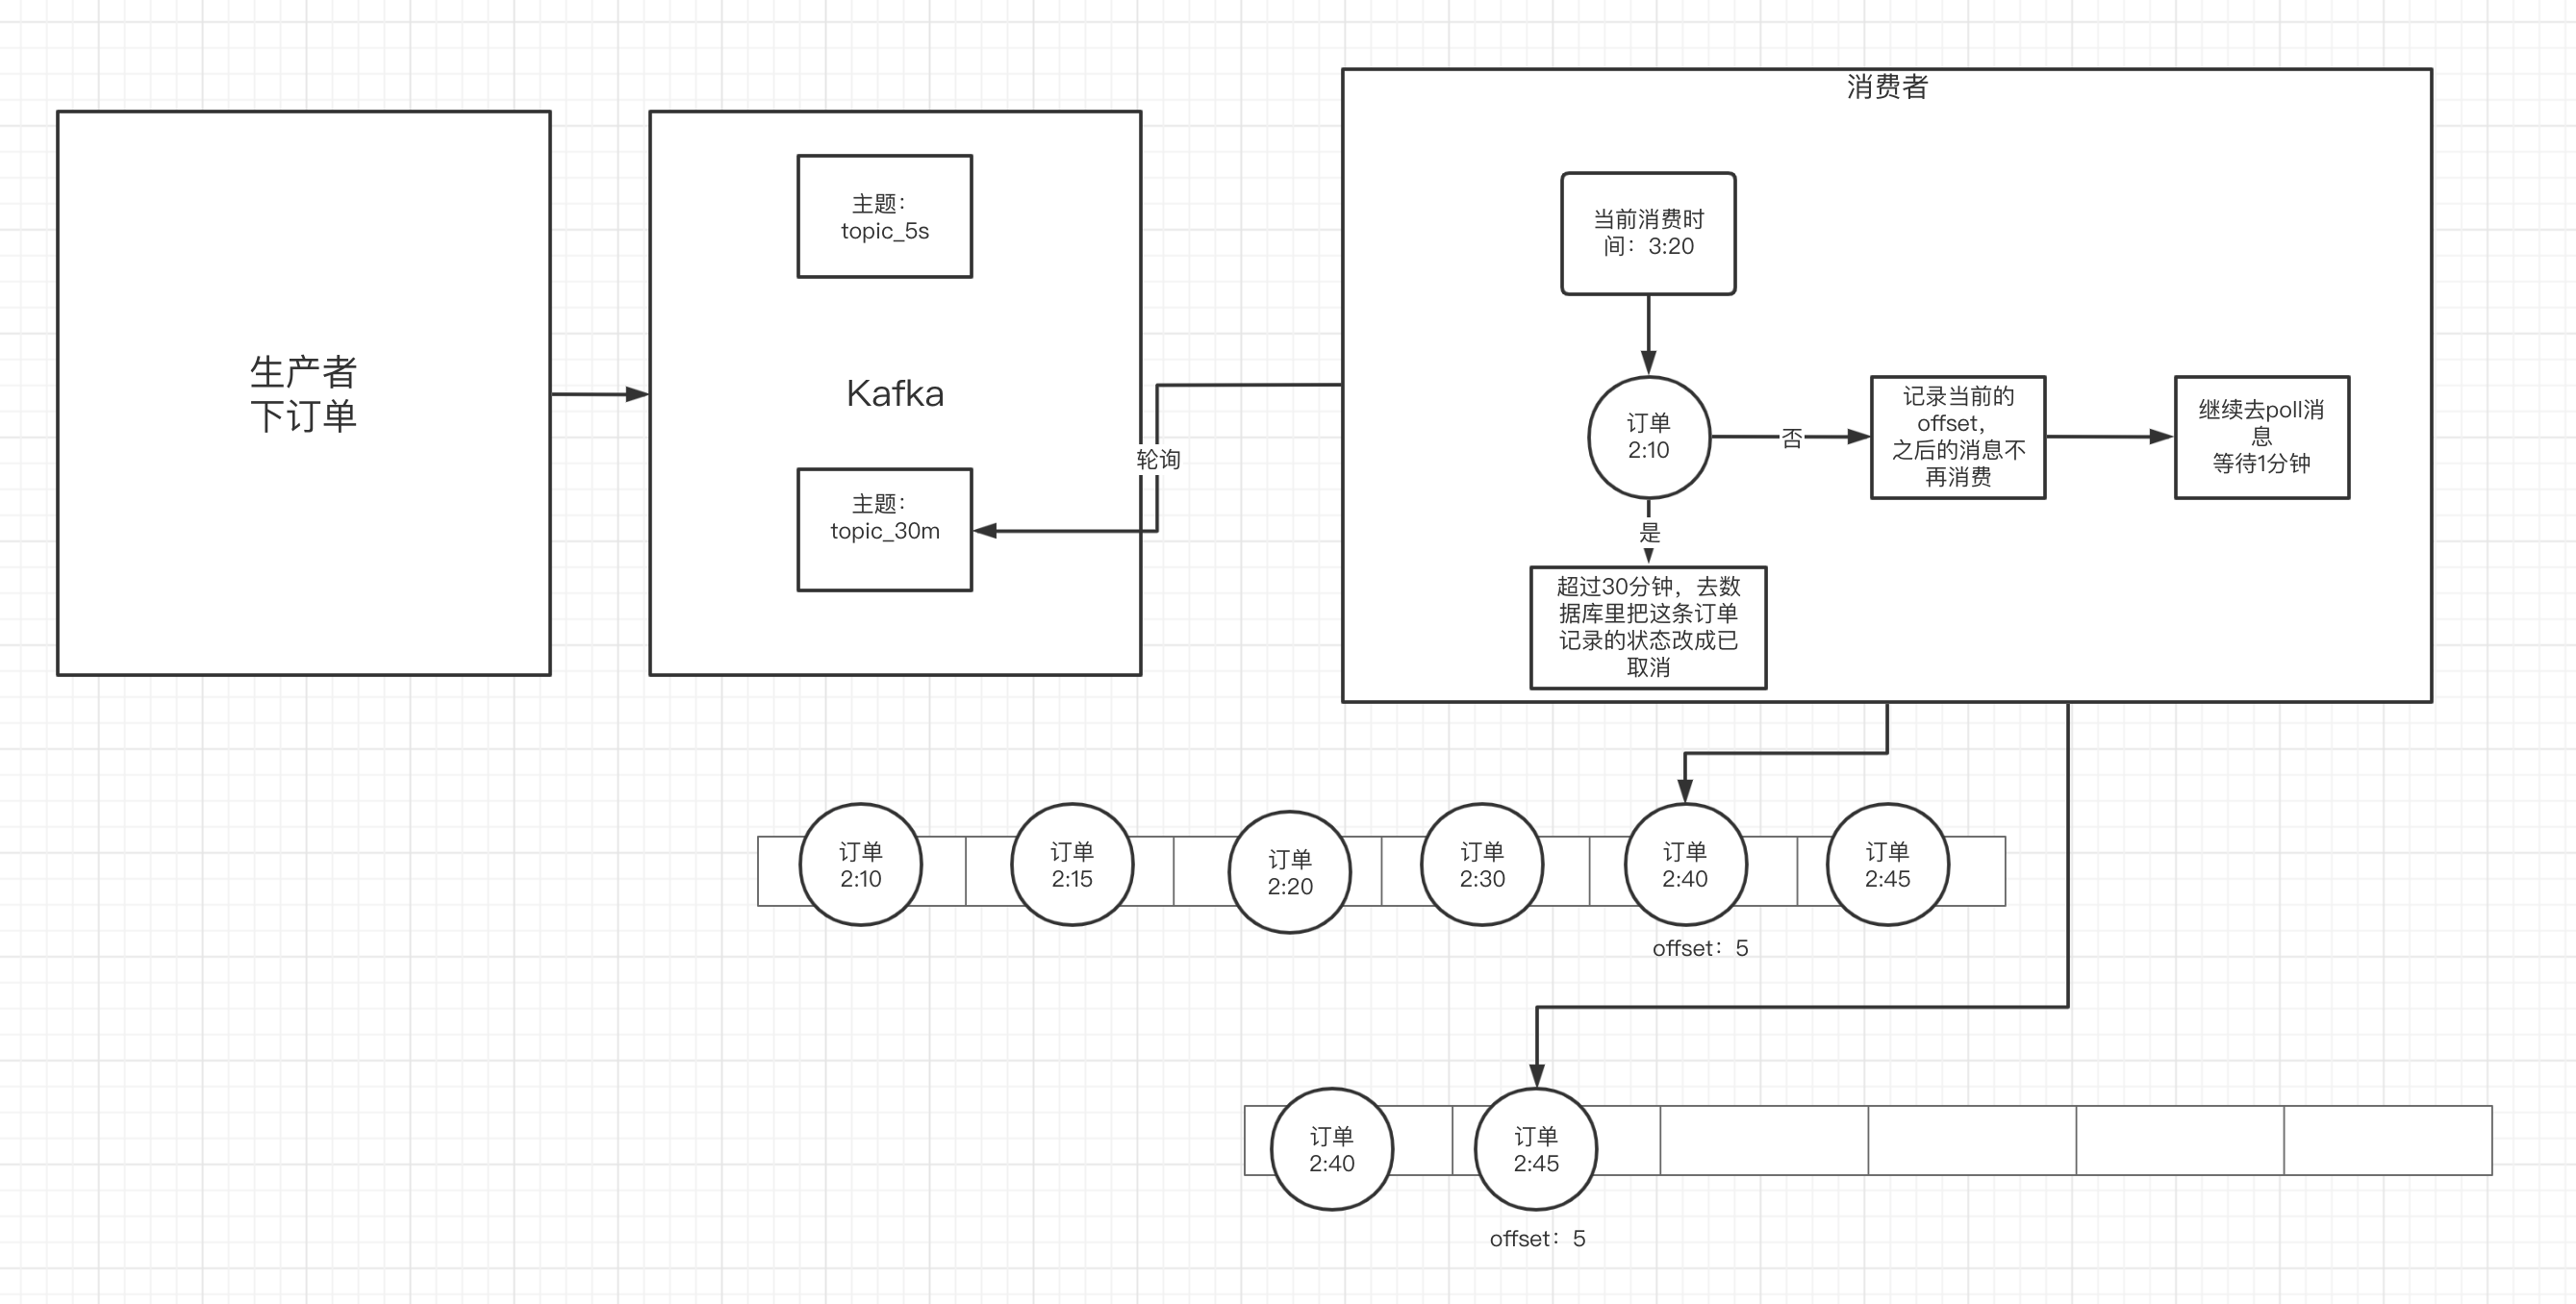 生产者
下订单
主题：
topic_5s
Kafka
主题：
topic_30m
轮询
消费者
当前消费时
间：3:20
订单
2:10
否
记录当前的
offset，
之后的消息不
再消费
继续去poll消
息
等待1分钟
是
超过30分钟，去数
据库里把这条订单
记录的状态改成已
取消
订单
2:10
订单
2:15
订单
2:20
订单
2:30
订单
2:40
订单
2:45
offset：5
订单
2:40
订单
2:45
offset：5